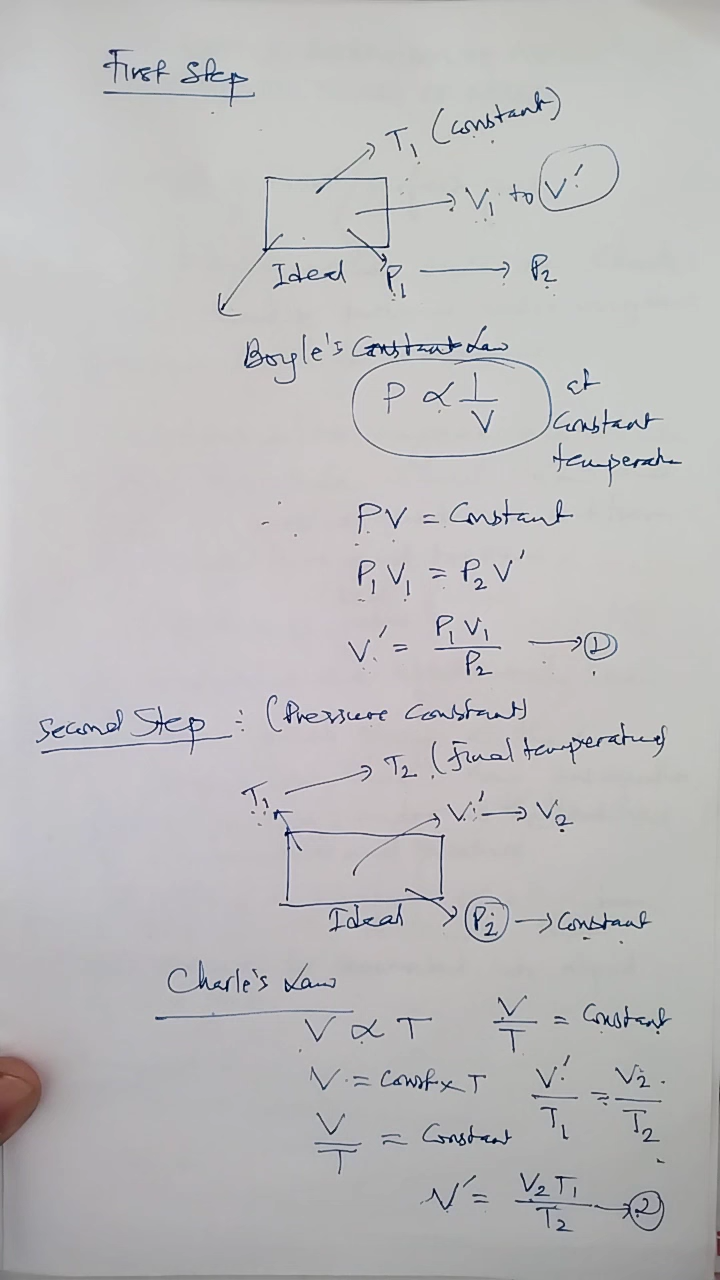 First Step
T₁ (Constant)
V₁ to V'
Ideal P₁ → P₂
Boyle's Constant Law
P ∝ 1/V at
Constant
temperate
∴ PV = Constant
P₁V₁ = P₂V'
V' = P₁V₁/P₂ → ①
Second Step : (Pressure Constant)
T₁ → T₂ (Final temperature)
V' → V₂
Ideal P₂ → Constant
Charle's Law
V ∝ T V/T = Constant
V = Const × T V'/T₁ = V₂/T₂
V/T = Constant
V' = V₂T₁/T₂ → ②